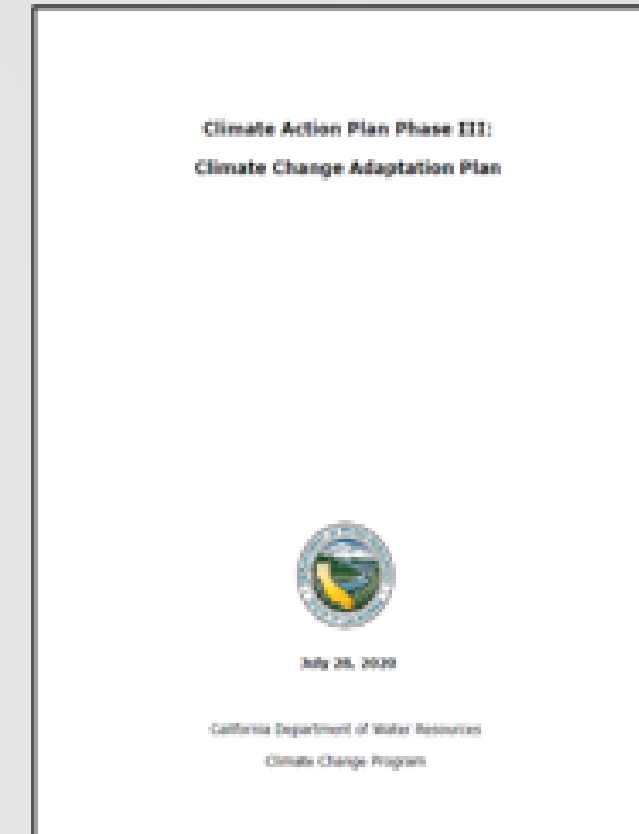 Climate Action Plan Phase III:
Climate Change Adaptation Plan
July 2020
California Department of Water Resources
Climate Change Program